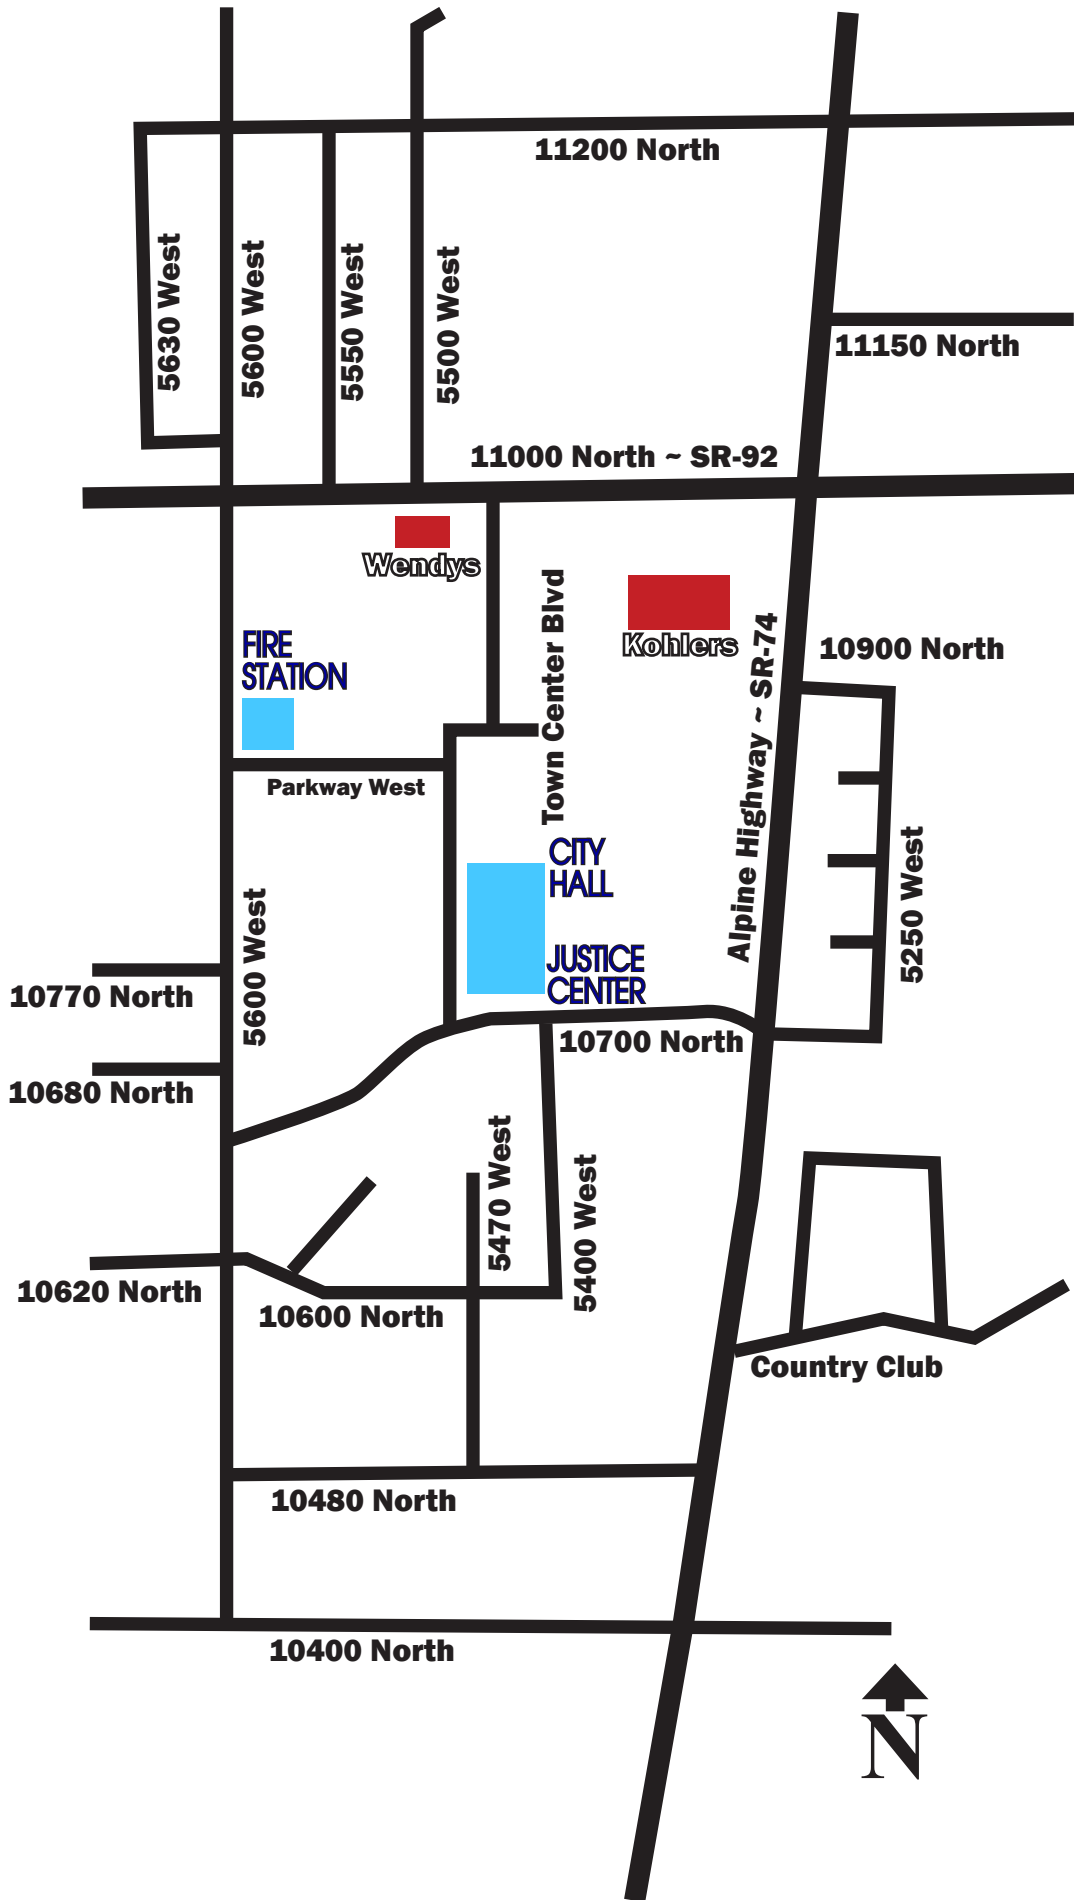 11200 North
5630 West
5600 West
5550 West
5500 West
11150 North
11000 North ~ SR-92
Wendys
Town Center Blvd
Kohlers
FIRE
STATION
Alpine Highway ~ SR-74
10900 North
Parkway West
CITY
HALL
5250 West
5600 West
JUSTICE
CENTER
10770 North
10700 North
10680 North
5470 West
5400 West
10620 North
10600 North
Country Club
10480 North
10400 North
N